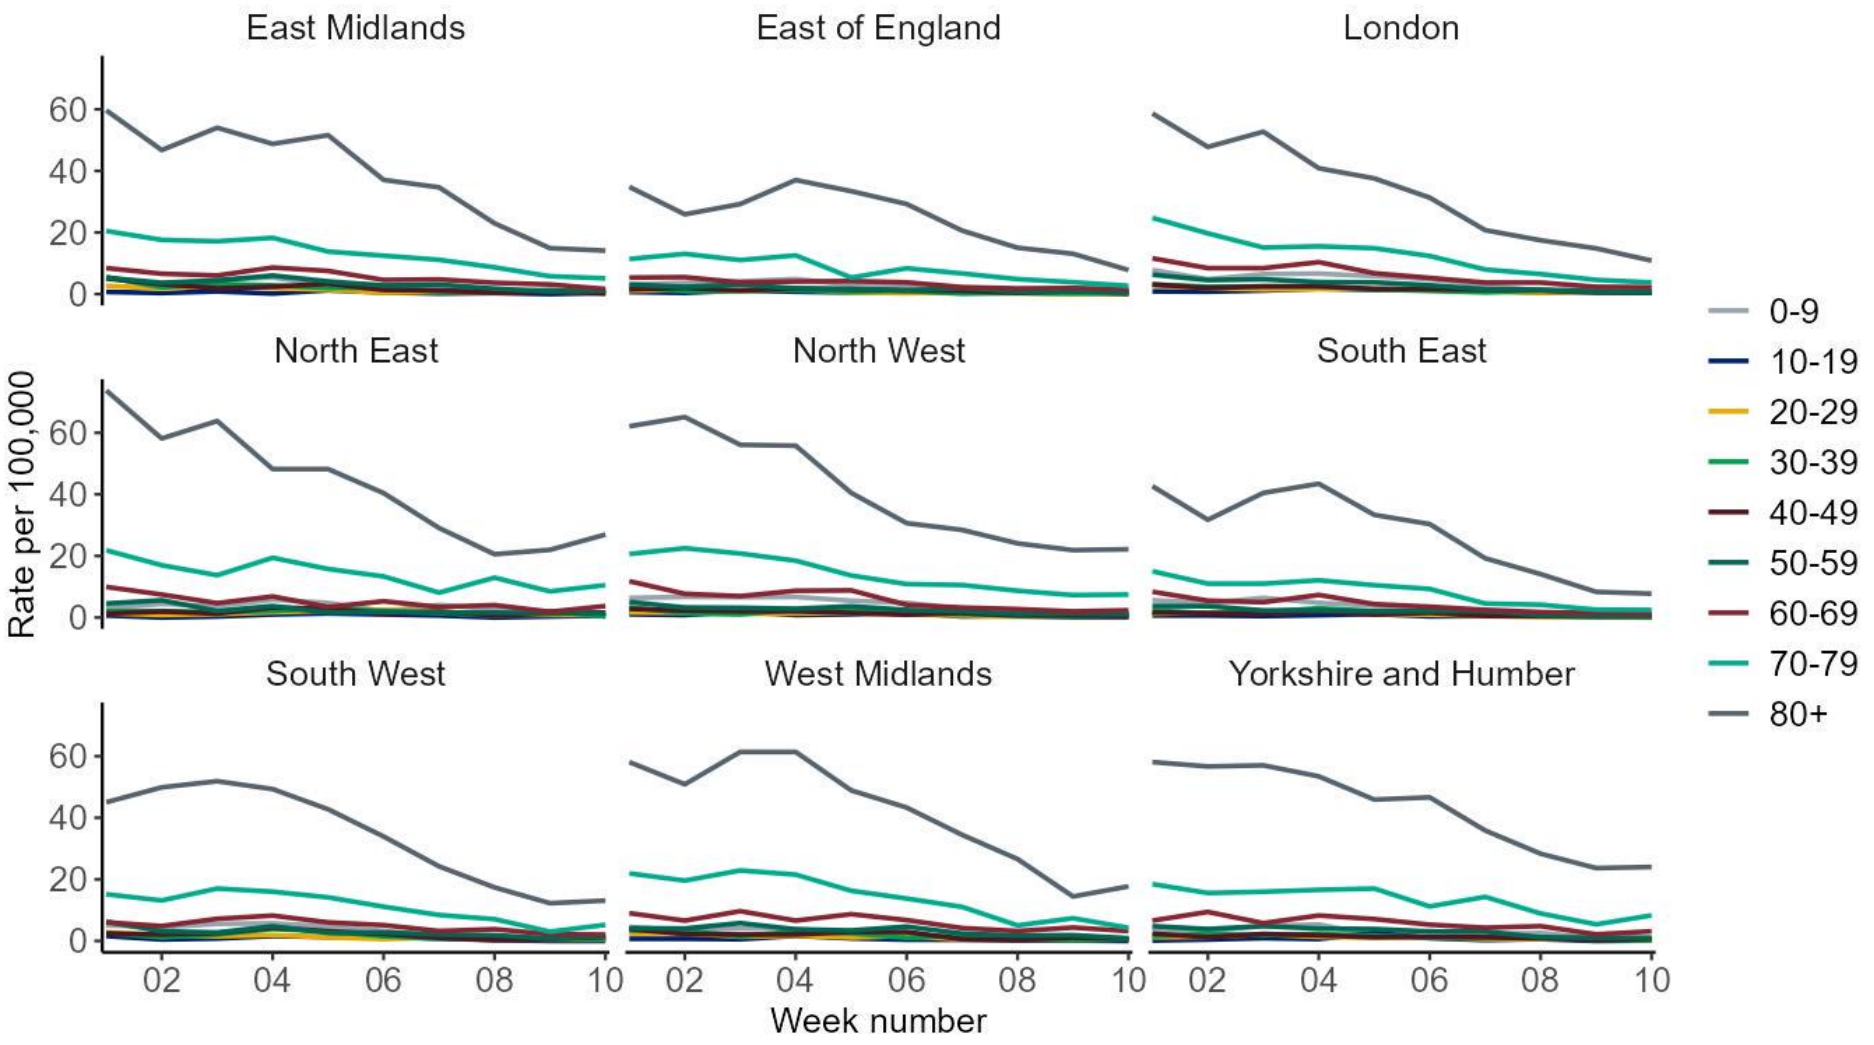 East Midlands
East of England
London
60
40
20
0
North East
North West
South East
60
40
20
0
South West
West Midlands
Yorkshire and Humber
60
40
20
0
02 04 06 08 10
02 04 06 08 10
02 04 06 08 10
Week number
Rate per 100,000
0-9
10-19
20-29
30-39
40-49
50-59
60-69
70-79
80+